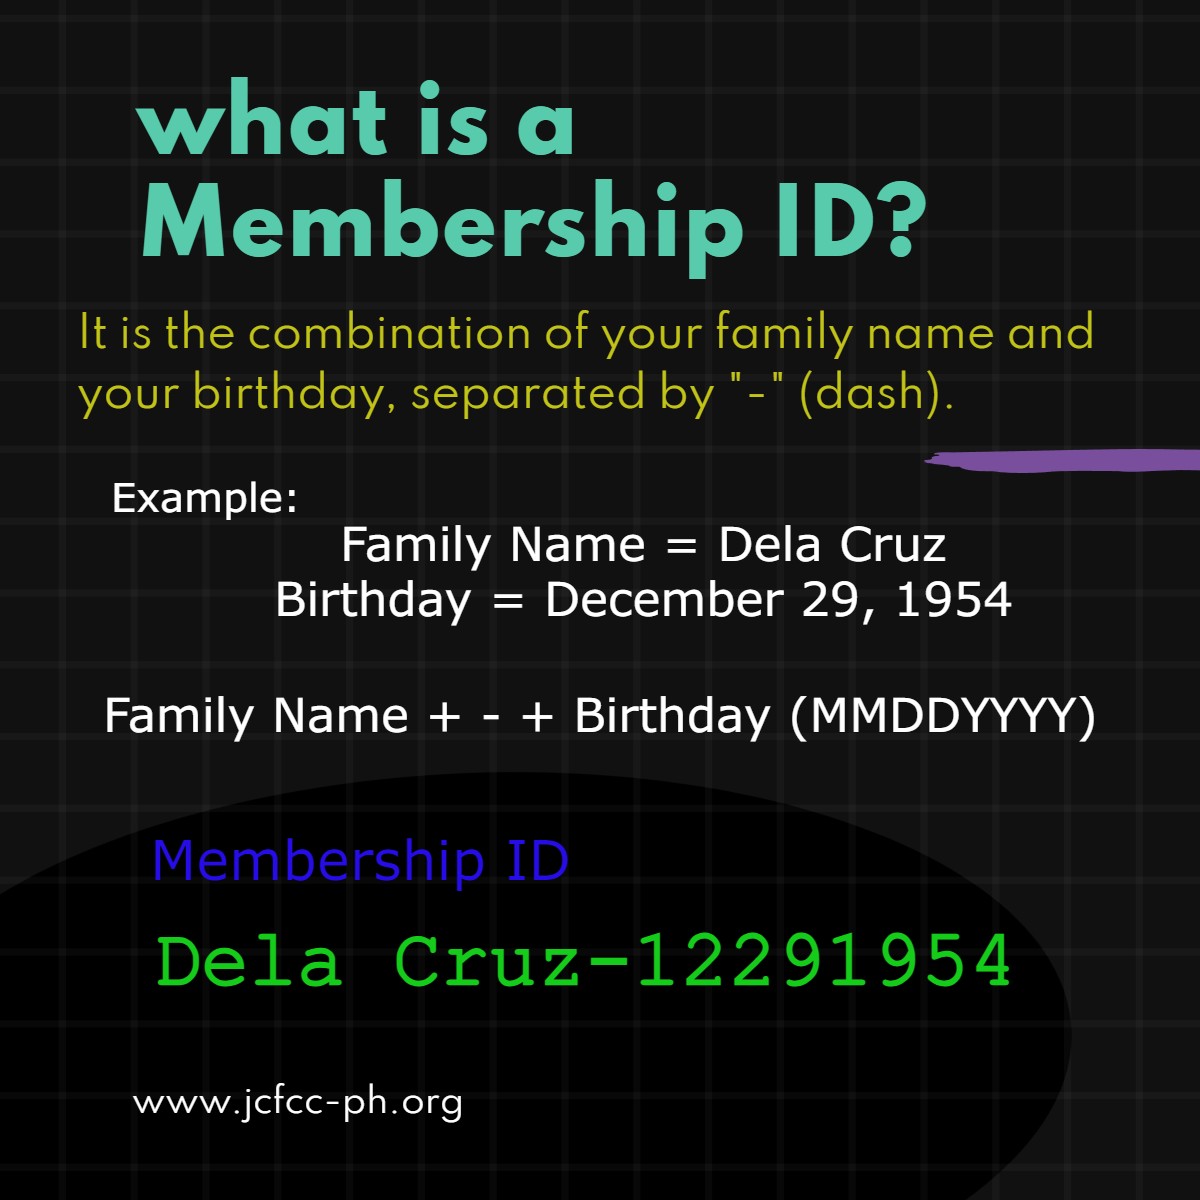 what is a
Membership ID?
It is the combination of your family name and
your birthday, separated by "-" (dash).
Example:
Family Name = Dela Cruz
Birthday = December 29, 1954
Family Name + - + Birthday (MMDDYYYY)
Membership ID
Dela Cruz-12291954
www.jcfcc-ph.org